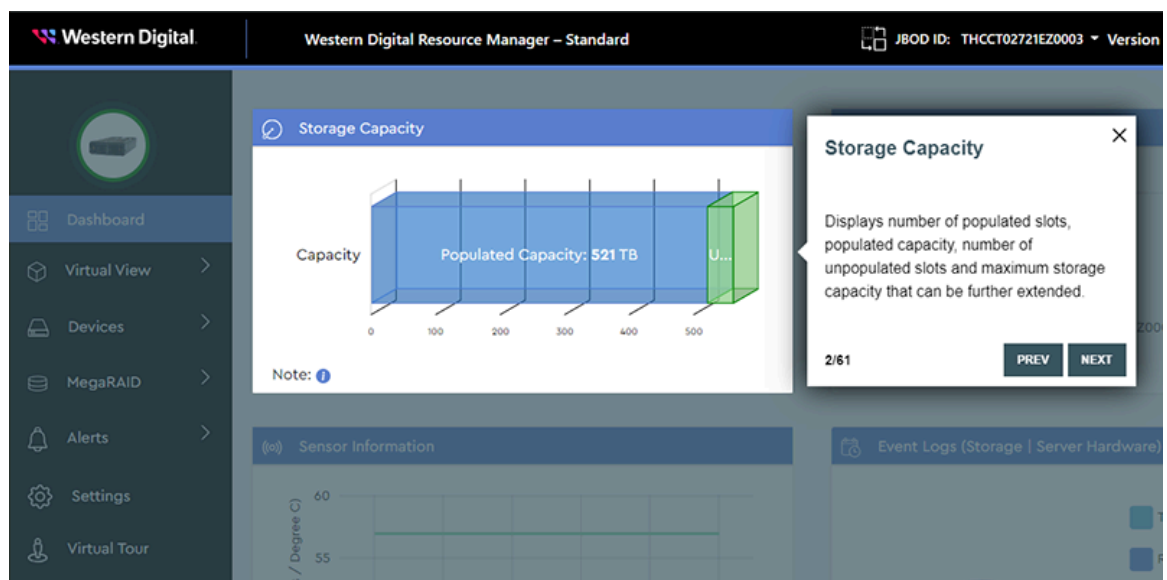 Western Digital.
Western Digital Resource Manager – Standard
JBOD ID: THCCT02721EZ0003 Version
Dashboard
Virtual View
Devices
MegaRAID
Alerts
Settings
Virtual Tour
Storage Capacity
Capacity
Populated Capacity: 521 TB
U...
0 100 200 300 400 500
Note:
Storage Capacity
Displays number of populated slots,
populated capacity, number of
unpopulated slots and maximum storage
capacity that can be further extended.
2/61
PREV NEXT
Sensor Information
60
55
/ Degree C)
Event Logs (Storage | Server Hardware)